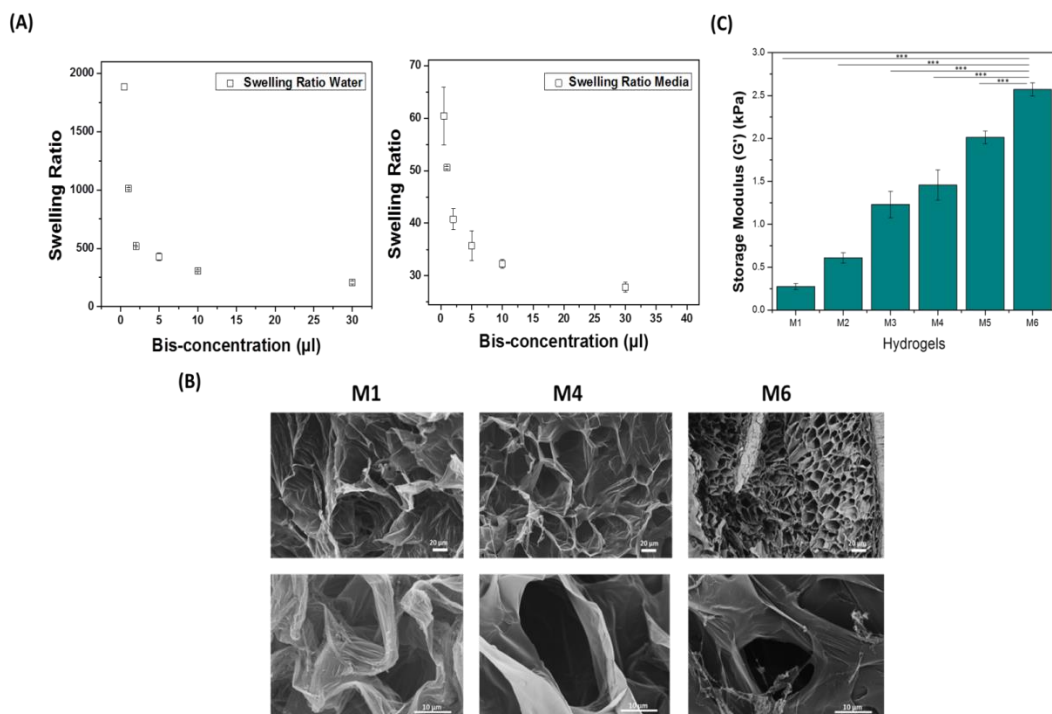 (A)
Swelling Ratio Water
2000
1500
1000
500
0
Swelling Ratio
0 5 10 15 20 25 30
Bis-concentration (µl)
Swelling Ratio Media
70
60
50
40
30
Swelling Ratio
0 5 10 15 20 25 30 35 40
Bis-concentration (µl)
(C)
3.0
2.5
2.0
1.5
1.0
0.5
0.0
Storage Modulus (G') (kPa)
***
***
***
***
***
M1 M2 M3 M4 M5 M6
Hydrogels
(B)
M1 M4 M6
20 µm 20 µm 20 µm
10 µm 10 µm 10 µm